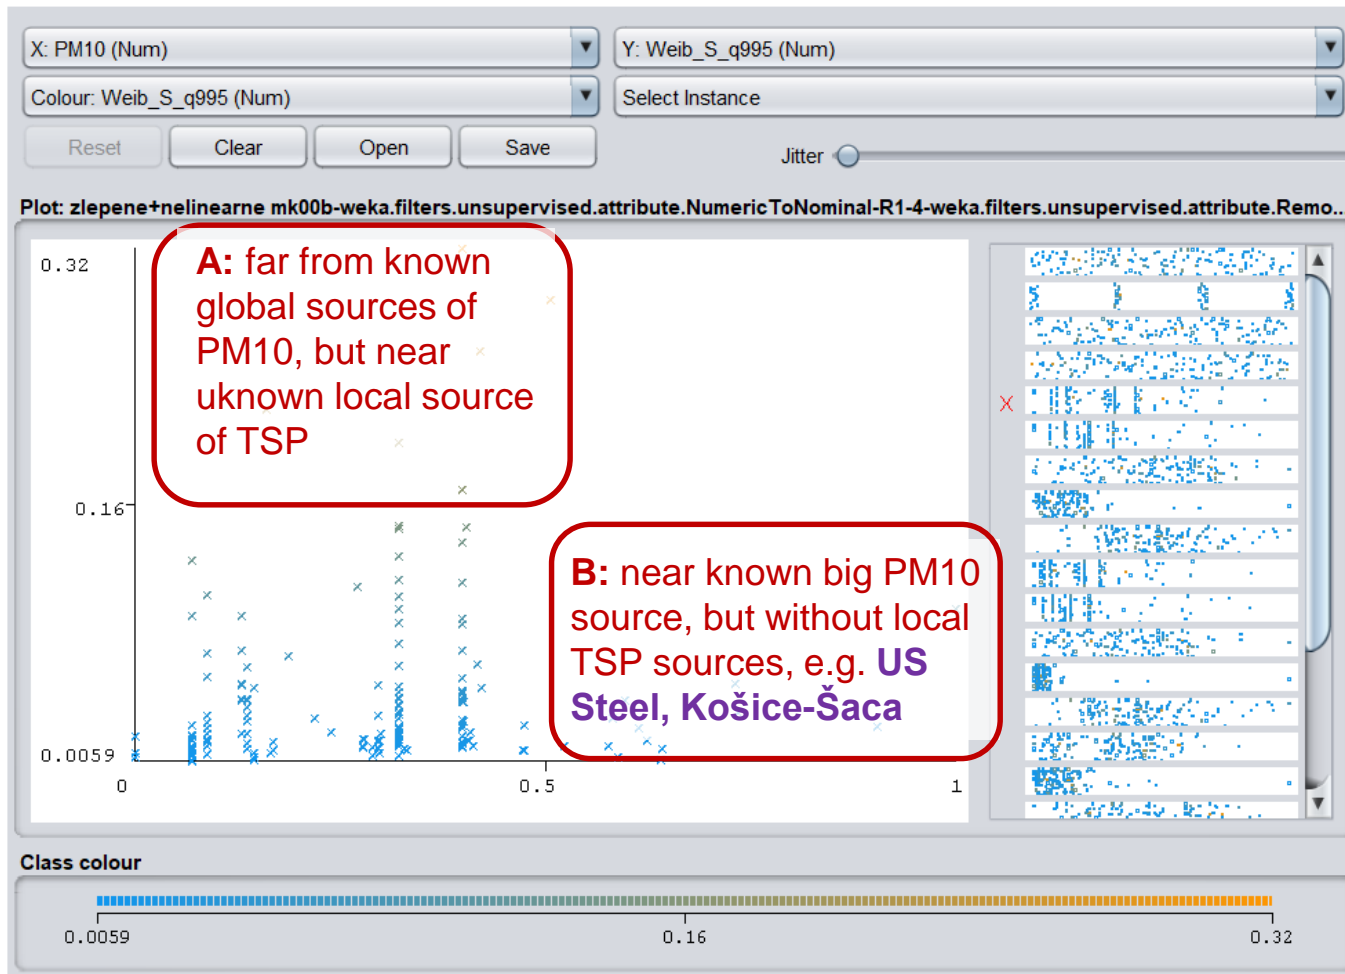 X: PM10 (Num)
Y: Weib_S_q995 (Num)
Colour: Weib_S_q995 (Num)
Select Instance
Reset
Clear
Open
Save
Jitter
Plot: zlepene+nelinearne mk00b-weka.filters.unsupervised.attribute.NumericToNominal-R1-4-weka.filters.unsupervised.attribute.Remo...
0.32
0.16
0.0059
0
0.5
1
A: far from known
global sources of
PM10, but near
uknown local source
of TSP
B: near known big PM10
source, but without local
TSP sources, e.g. US
Steel, Košice-Šaca
X
Class colour
0.0059
0.16
0.32